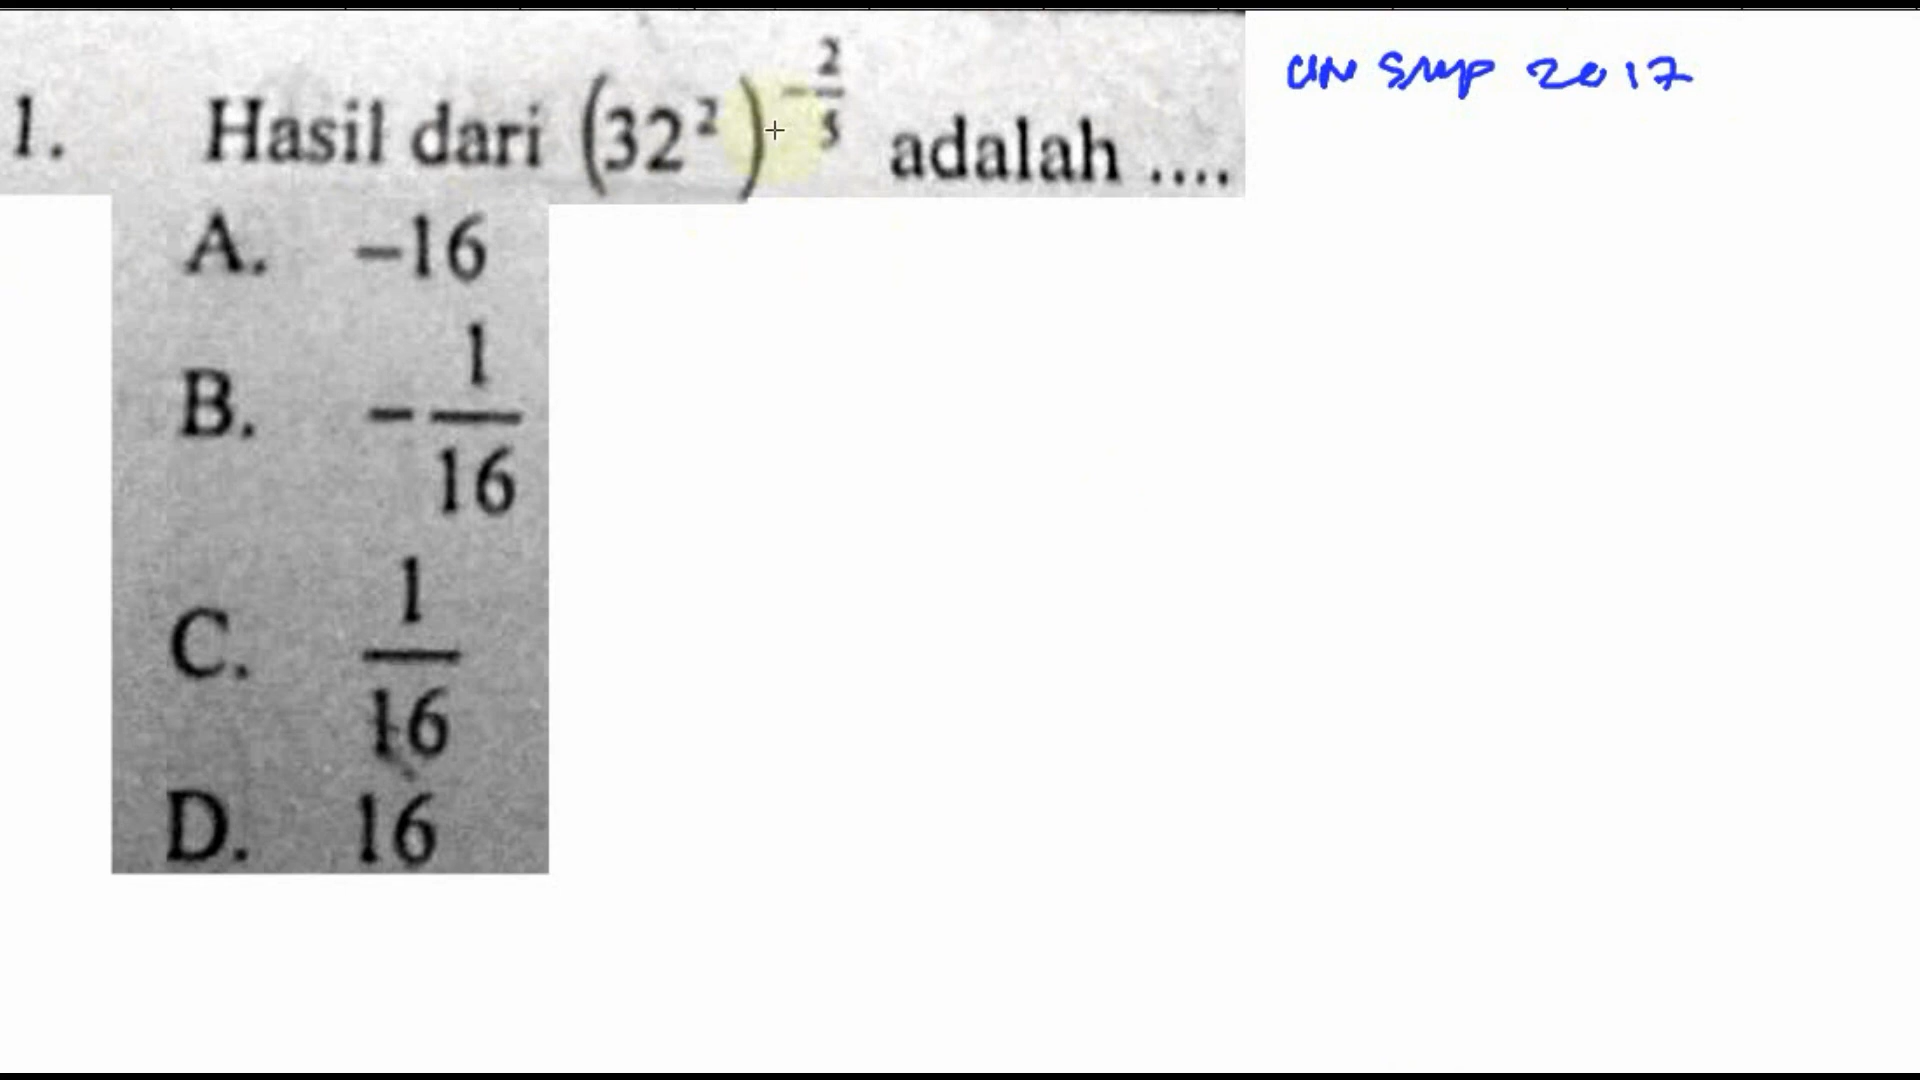 UN SMP 2017
1. Hasil dari (32²)^-2/5 adalah ....
A. –16
B. -1/16
C. 1/16
D. 16